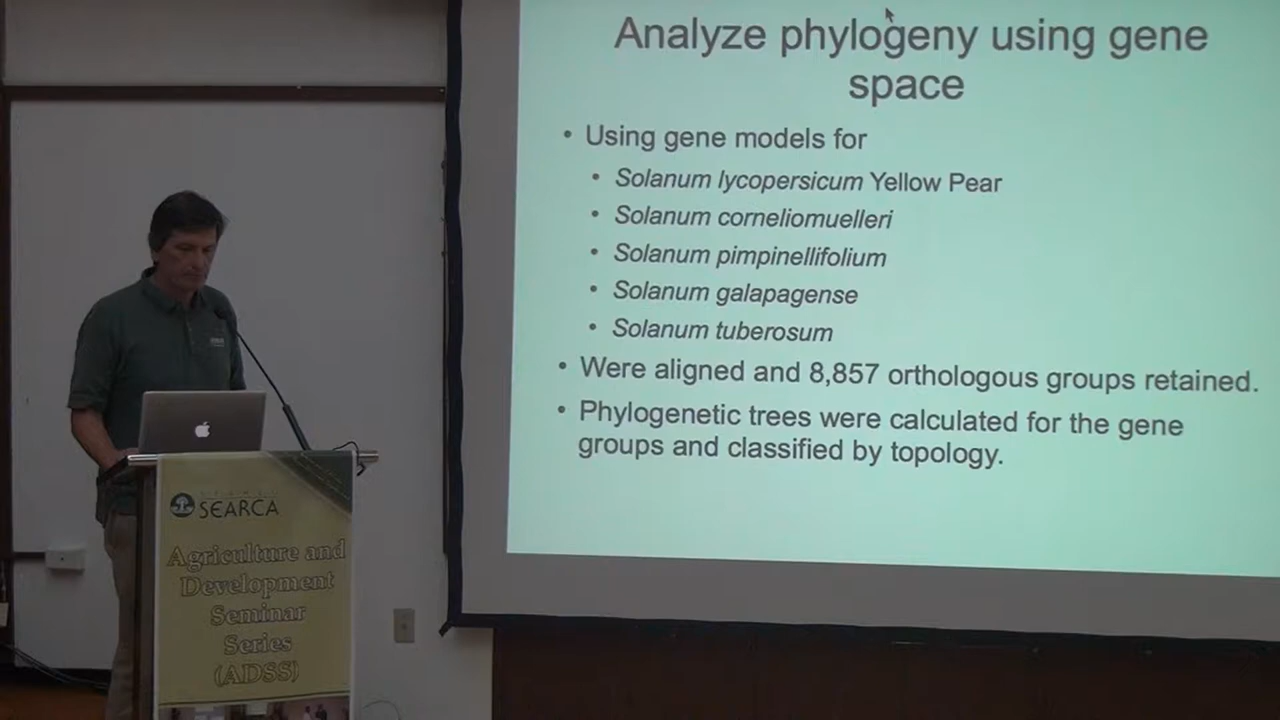 Analyze phylogeny using gene
space
• Using gene models for
• Solanum lycopersicum Yellow Pear
• Solanum corneliomuelleri
• Solanum pimpinellifolium
• Solanum galapagense
• Solanum tuberosum
• Were aligned and 8,857 orthologous groups retained.
• Phylogenetic trees were calculated for the gene
groups and classified by topology.
SEARCA
Agriculture and
Development
Seminar
Series
(ADSS)